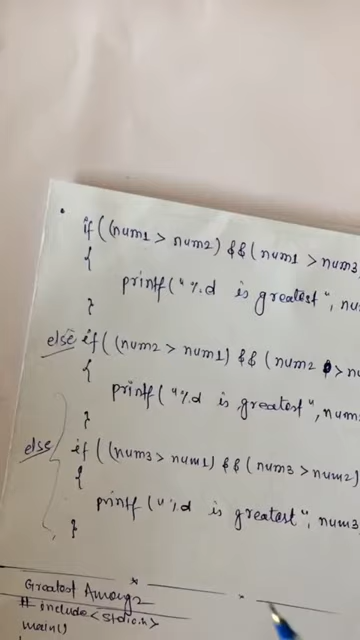 if ((num1 > num2) && (num1 > num3
{
printf("%d is greatest",
}
else if ((num2 > num1) && (num2 >
{
printf("%d is greatest", num
}
else if ((num3 > num1) && (num3 > num2)
{
printf("%d is greatest", num3
}
Greatest Among 2
# include<stdio.h>
main()